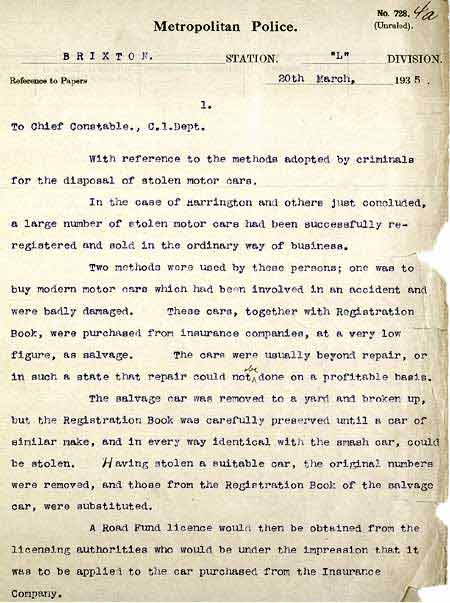 No. 728. 4a
(Unruled).
Metropolitan Police.
BRIXTON. STATION. "L" DIVISION.
Reference to Papers 20th March, 1935.
1.
To Chief Constable., C.1.Dept.
With reference to the methods adopted by criminals
for the disposal of stolen motor cars.
In the case of Harrington and others just concluded,
a large number of stolen motor cars had been successfully re-
registered and sold in the ordinary way of business.
Two methods were used by these persons; one was to
buy modern motor cars which had been involved in an accident and
were badly damaged. These cars, together with Registration
Book, were purchased from insurance companies, at a very low
figure, as salvage. The cars were usually beyond repair, or
in such a state that repair could not be done on a profitable basis.
The salvage car was removed to a yard and broken up,
but the Registration Book was carefully preserved until a car of
similar make, and in every way identical with the smash car, could
be stolen. Having stolen a suitable car, the original numbers
were removed, and those from the Registration Book of the salvage
car, were substituted.
A Road Fund licence would then be obtained from the
licensing authorities who would be under the impression that it
was to be applied to the car purchased from the Insurance
Company.